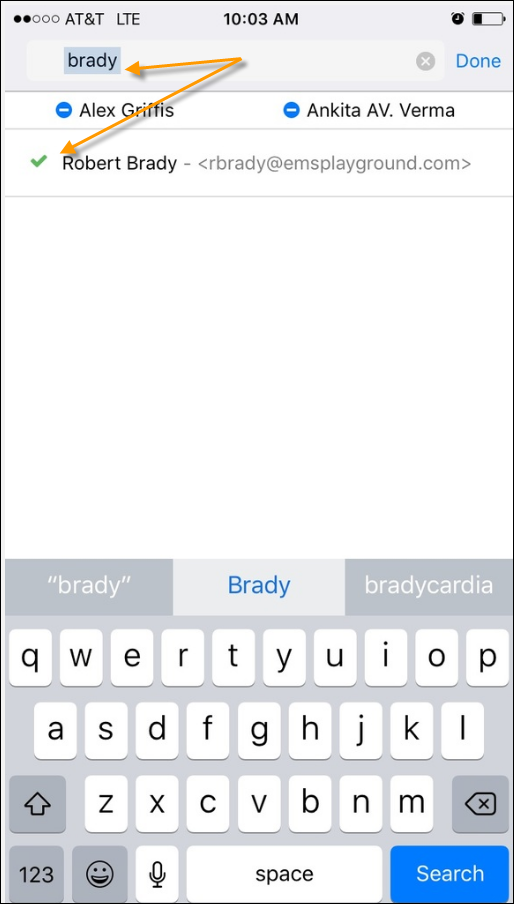 AT&T LTE 10:03 AM
brady Done
Alex Griffis Ankita AV. Verma
Robert Brady - <rbrady@emsplayground.com>
"brady" Brady bradycardia
q w e r t y u i o p
a s d f g h j k l
z x c v b n m
123 space Search